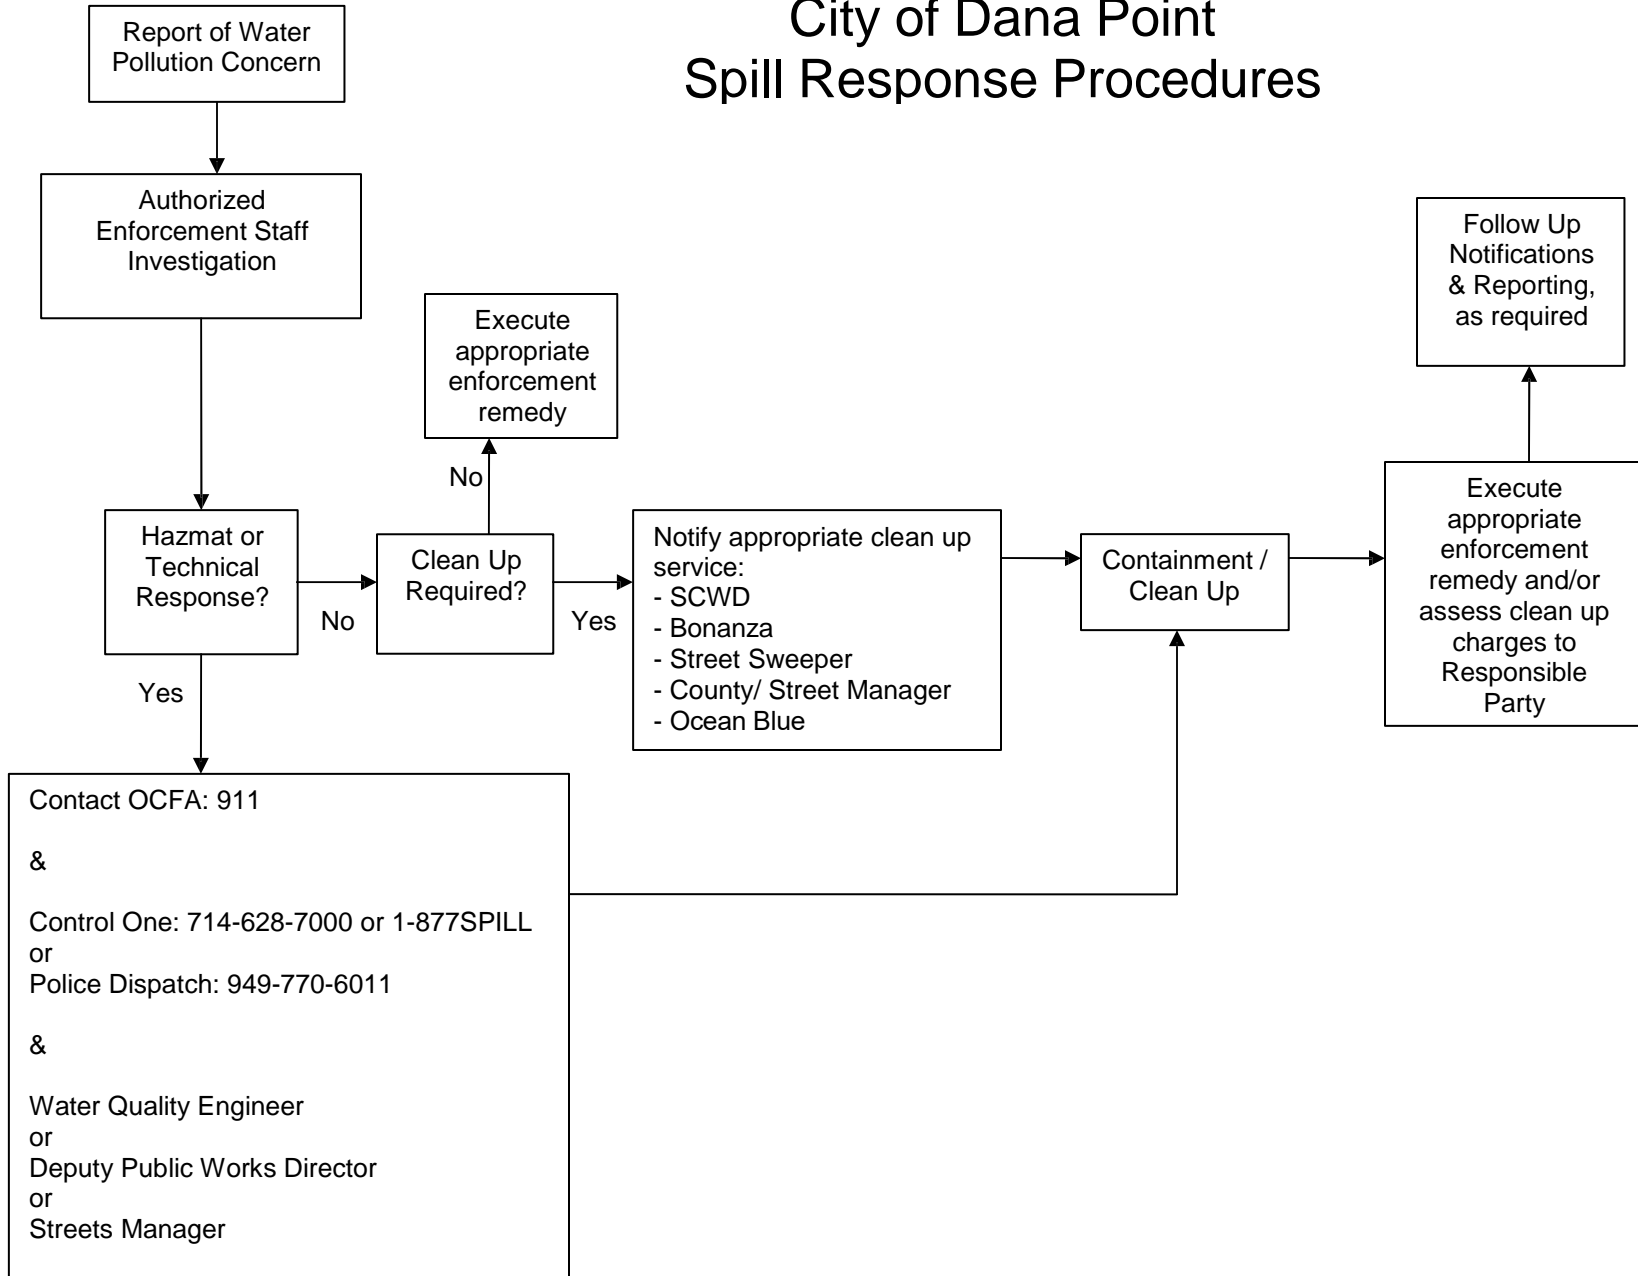 City of Dana Point
Spill Response Procedures
Report of Water
Pollution Concern
Authorized
Enforcement Staff
Investigation
Hazmat or
Technical
Response?
No
Yes
Clean Up
Required?
No
Yes
Execute
appropriate
enforcement
remedy
Notify appropriate clean up
service:
- SCWD
- Bonanza
- Street Sweeper
- County/ Street Manager
- Ocean Blue
Containment /
Clean Up
Execute
appropriate
enforcement
remedy and/or
assess clean up
charges to
Responsible
Party
Follow Up
Notifications
& Reporting,
as required
Contact OCFA: 911
&
Control One: 714-628-7000 or 1-877SPILL
or
Police Dispatch: 949-770-6011
&
Water Quality Engineer
or
Deputy Public Works Director
or
Streets Manager